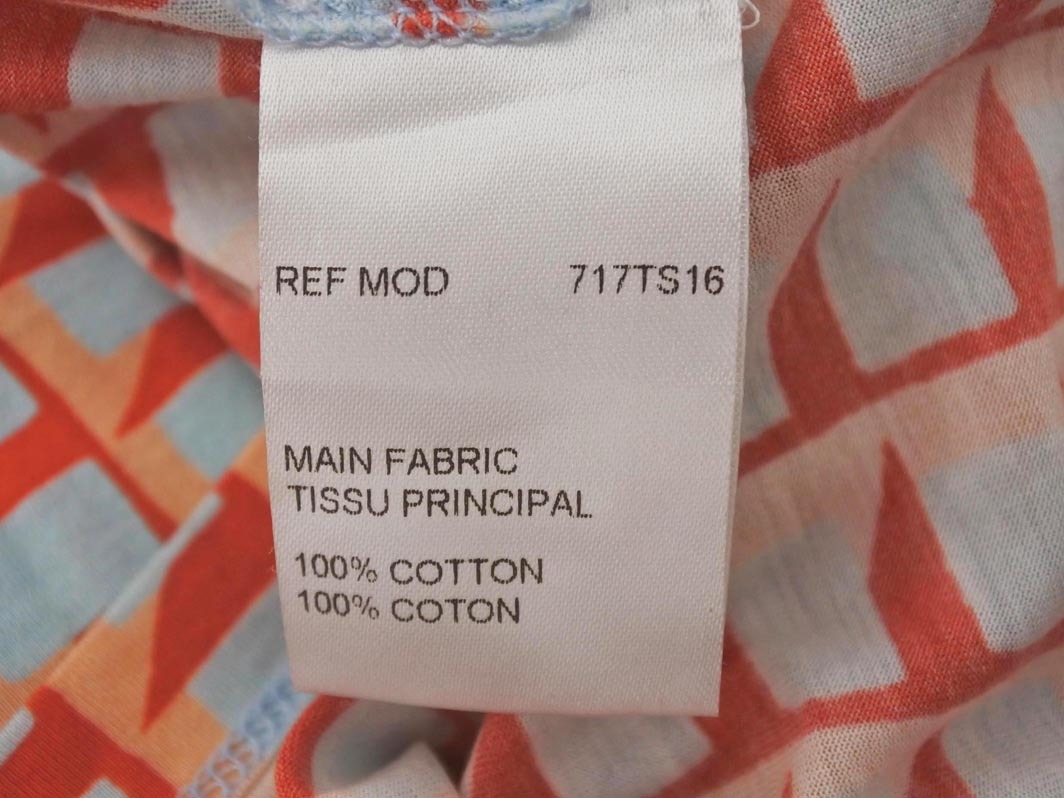 REF MOD 717TS16
MAIN FABRIC
TISSU PRINCIPAL
100% COTTON
100% COTON